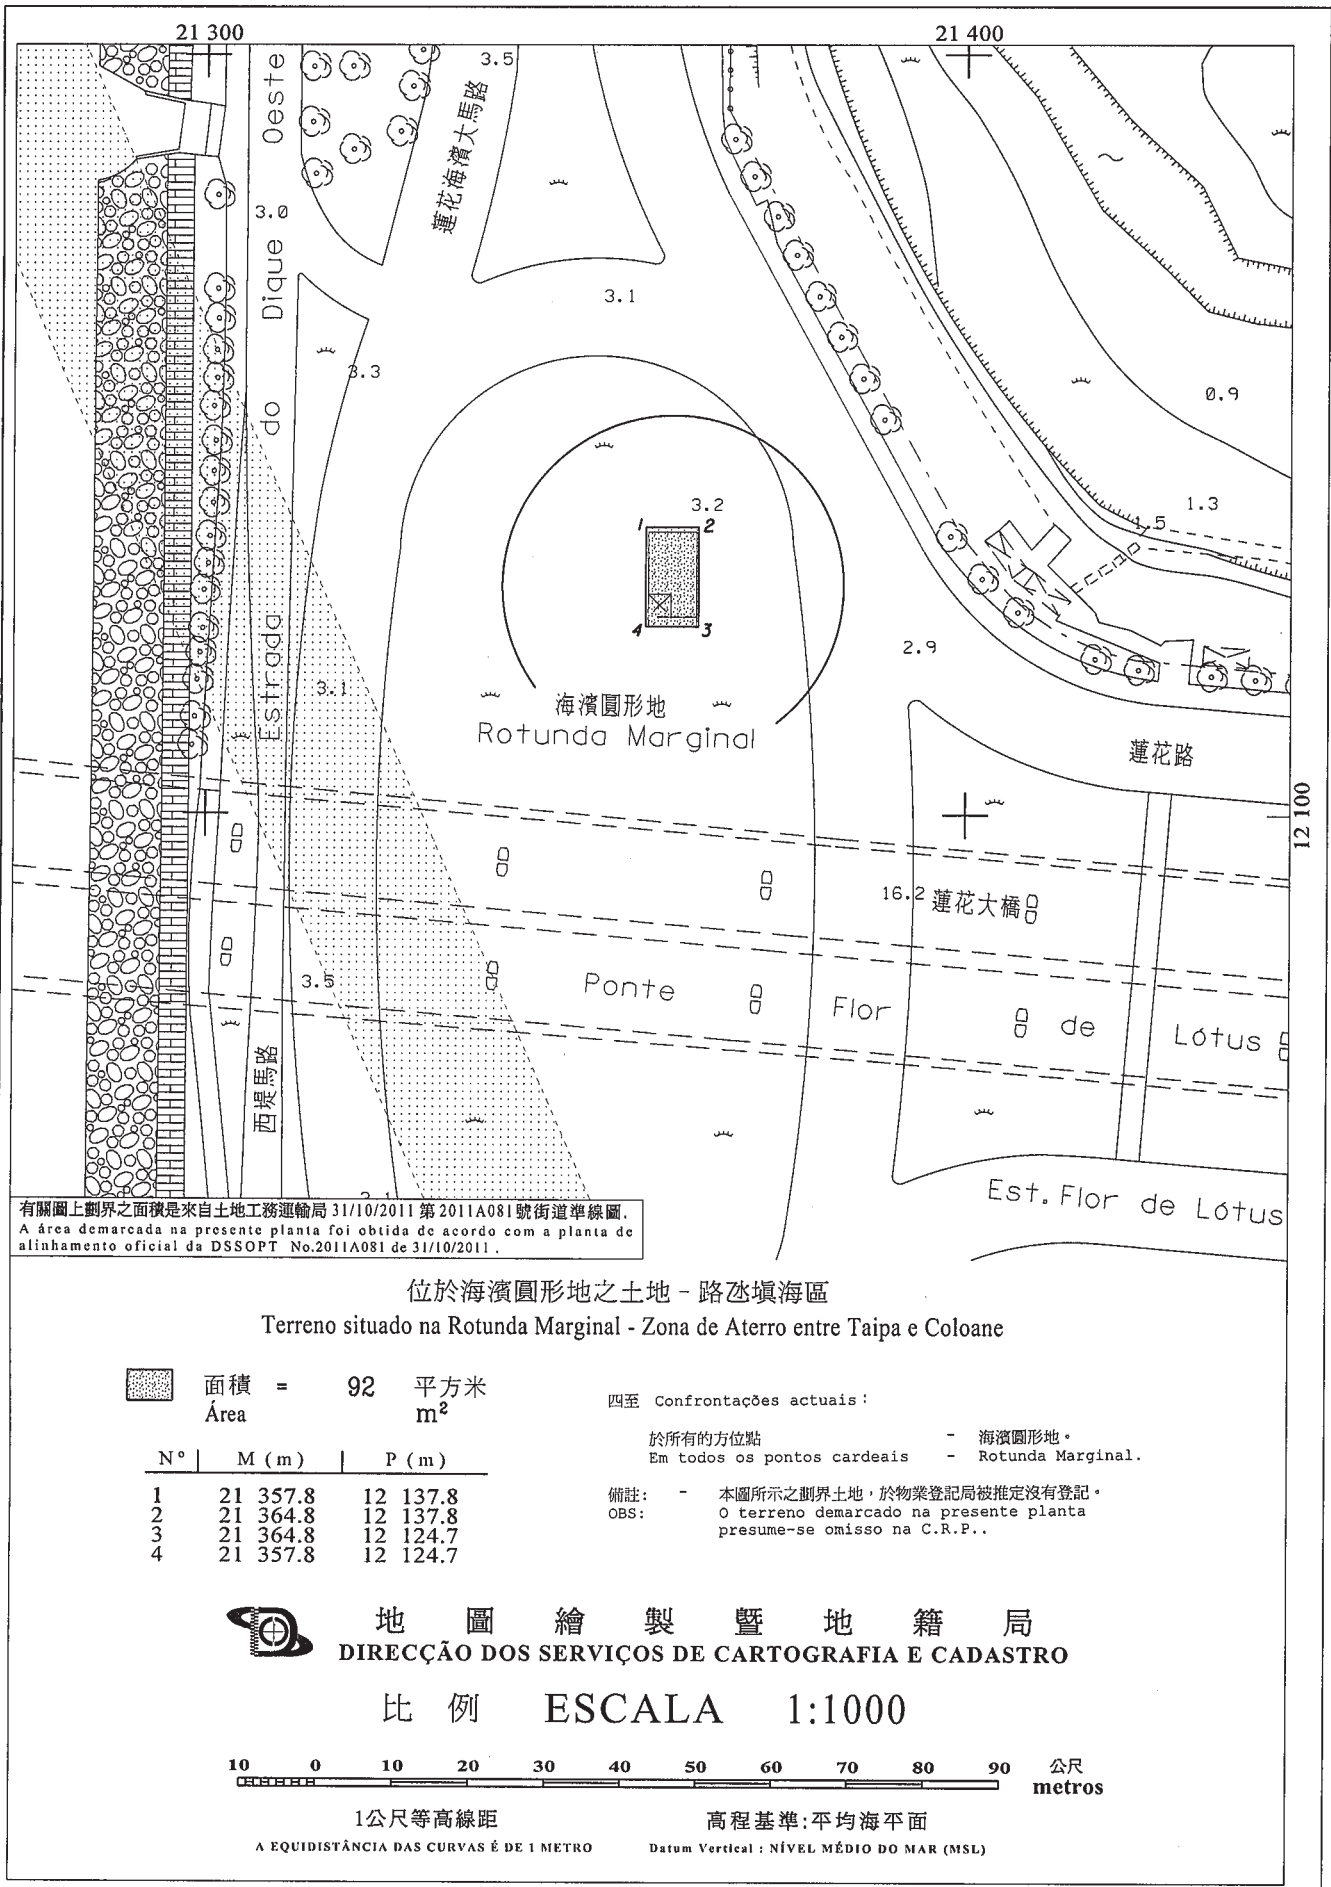 21 300
21 400
Oeste
3.5
蓮花海濱大馬路
3.0
Dique
3.1
3.3
do
0.9
3.2
1.3
1.5
1
2
4
3
2.9
Estrada
3.1
海濱圓形地
Rotunda Marginal
蓮花路
12 100
16.2
蓮花大橋
3.5
Ponte Flor de Lótus
西堤馬路
3.1
Est. Flor de Lótus
有關圖上劃界之面積是來自土地工務運輸局 31/10/2011 第 2011A081號街道準線圖.
A área demarcada na presente planta foi obtida de acordo com a planta de
alinhamento oficial da DSSOPT No.2011A081 de 31/10/2011 .
位於海濱圓形地之土地 - 路氹填海區
Terreno situado na Rotunda Marginal - Zona de Aterro entre Taipa e Coloane
面積 = 92 平方米
Área m²
Nº M (m) P (m)
1 21 357.8 12 137.8
2 21 364.8 12 137.8
3 21 364.8 12 124.7
4 21 357.8 12 124.7
四至 Confrontações actuais :
於所有的方位點 - 海濱圓形地。
Em todos os pontos cardeais - Rotunda Marginal.
備註: - 本圖所示之劃界土地，於物業登記局被推定沒有登記。
OBS: O terreno demarcado na presente planta
presume-se omisso na C.R.P..
地圖繪製暨地籍局
DIRECÇÃO DOS SERVIÇOS DE CARTOGRAFIA E CADASTRO
比例 ESCALA 1:1000
10 0 10 20 30 40 50 60 70 80 90 公尺
metros
1公尺等高線距 高程基準:平均海平面
A EQUIDISTÂNCIA DAS CURVAS É DE 1 METRO Datum Vertical : NÍVEL MÉDIO DO MAR (MSL)